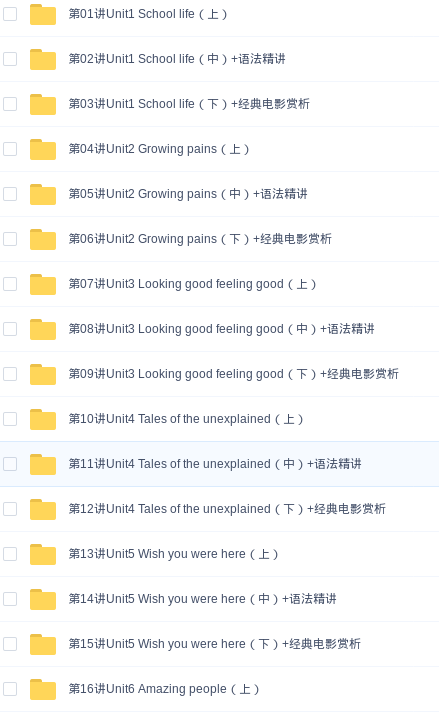 第01讲Unit1 School life（上）
第02讲Unit1 School life（中）+语法精讲
第03讲Unit1 School life（下）+经典电影赏析
第04讲Unit2 Growing pains（上）
第05讲Unit2 Growing pains（中）+语法精讲
第06讲Unit2 Growing pains（下）+经典电影赏析
第07讲Unit3 Looking good feeling good（上）
第08讲Unit3 Looking good feeling good（中）+语法精讲
第09讲Unit3 Looking good feeling good（下）+经典电影赏析
第10讲Unit4 Tales of the unexplained（上）
第11讲Unit4 Tales of the unexplained（中）+语法精讲
第12讲Unit4 Tales of the unexplained（下）+经典电影赏析
第13讲Unit5 Wish you were here（上）
第14讲Unit5 Wish you were here（中）+语法精讲
第15讲Unit5 Wish you were here（下）+经典电影赏析
第16讲Unit6 Amazing people（上）